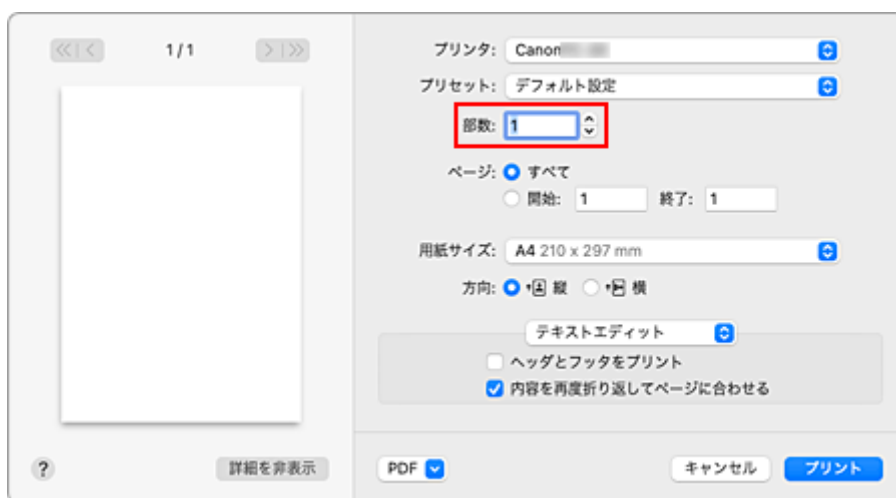 1 / 1
プリンタ: Canon
プリセット: デフォルト設定
部数: 1
ページ: すべて
開始: 1 終了: 1
用紙サイズ: A4 210 x 297 mm
方向: 縦 横
テキストエディット
ヘッダとフッタをプリント
内容を再度折り返してページに合わせる
? 詳細を非表示 PDF キャンセル プリント